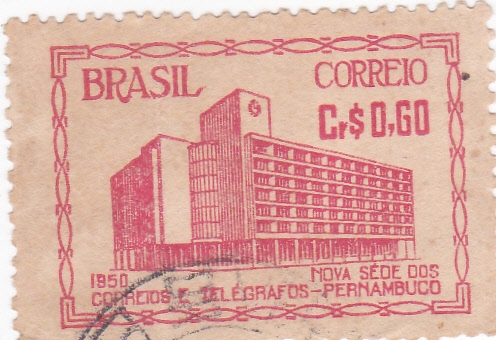 BRASIL CORREIO
Cr$ 0,60
1950 NOVA SÉDE DOS
CORREIOS E TELÉGRAFOS-PERNAMBUCO